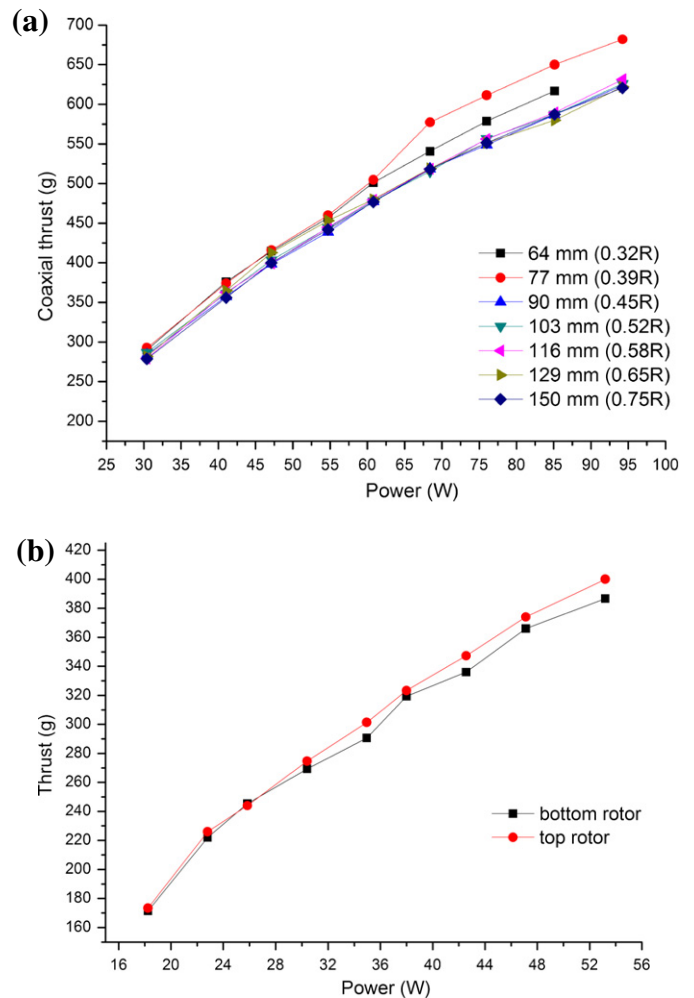 (a)
700
650
600
550
500
450
400
350
300
250
200
Coaxial thrust (g)
64 mm (0.32R)
77 mm (0.39R)
90 mm (0.45R)
103 mm (0.52R)
116 mm (0.58R)
129 mm (0.65R)
150 mm (0.75R)
25 30 35 40 45 50 55 60 65 70 75 80 85 90 95 100
Power (W)
(b)
420
400
380
360
340
320
300
280
260
240
220
200
180
160
Thrust (g)
bottom rotor
top rotor
16 20 24 28 32 36 40 44 48 52 56
Power (W)